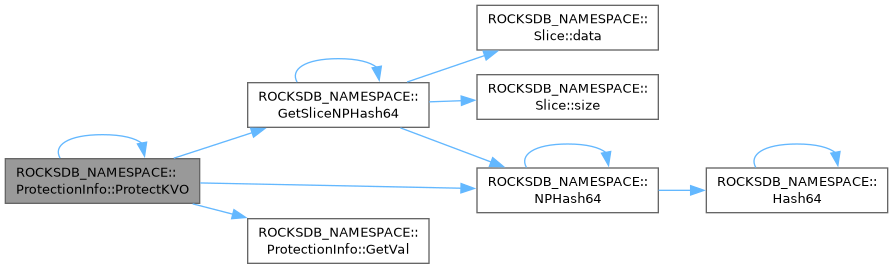 ROCKSDB_NAMESPACE::
ProtectionInfo::ProtectKVO
ROCKSDB_NAMESPACE::
GetSliceNPHash64
ROCKSDB_NAMESPACE::
Slice::data
ROCKSDB_NAMESPACE::
Slice::size
ROCKSDB_NAMESPACE::
NPHash64
ROCKSDB_NAMESPACE::
Hash64
ROCKSDB_NAMESPACE::
ProtectionInfo::GetVal